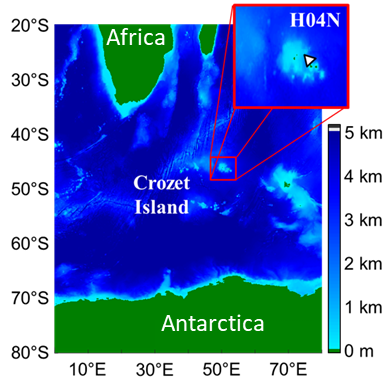 20°S
Africa
H04N
30°S
40°S
5 km
4 km
50°S
Crozet
Island
3 km
60°S
2 km
70°S
1 km
Antarctica
80°S
0 m
10°E
30°E
50°E
70°E